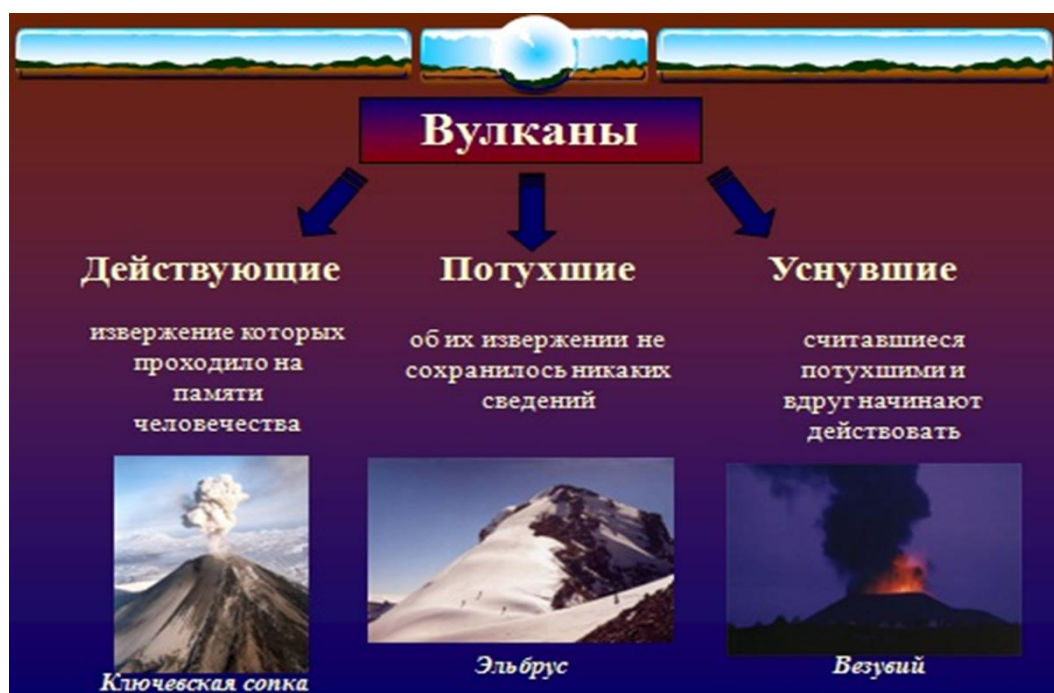 Вулканы
Действующие
извержение которых
проходило на
памяти
человечества
Ключевская сопка
Потухшие
об их извержении не
сохранилось никаких
сведений
Эльбрус
Уснувшие
считавшиеся
потухшими и
вдруг начинают
действовать
Везувий